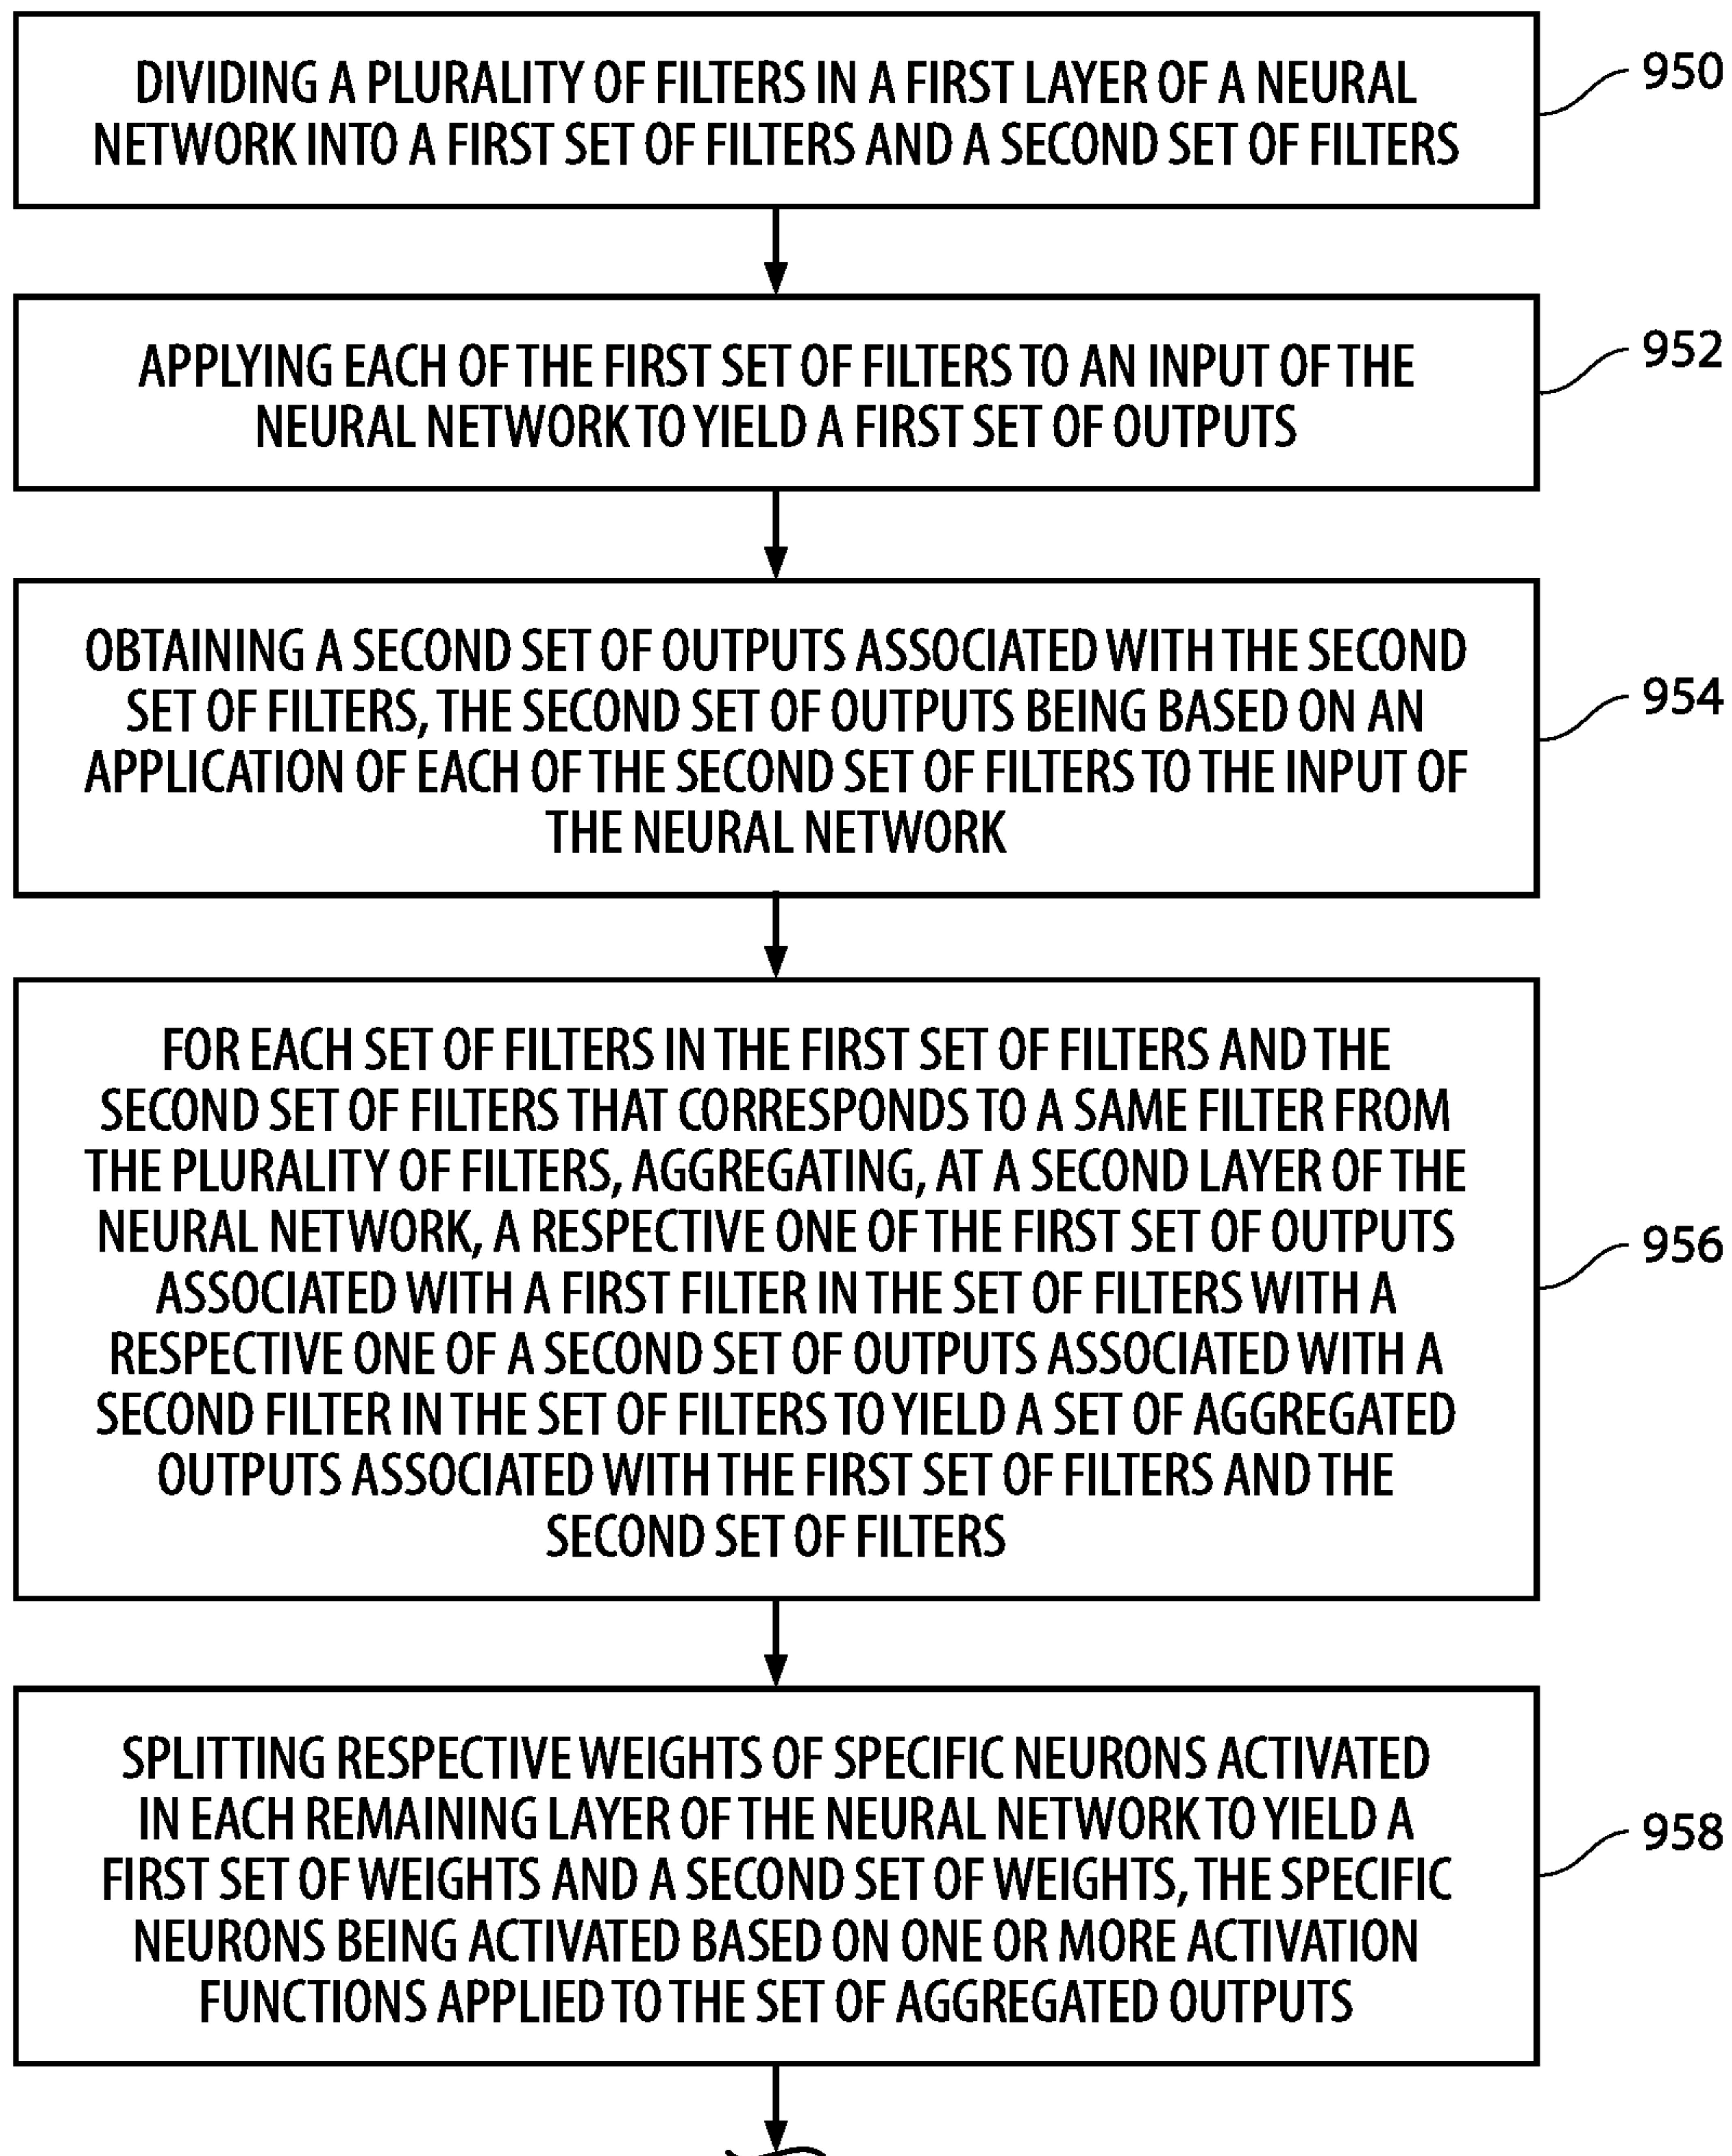 DIVIDING A PLURALITY OF FILTERS IN A FIRST LAYER OF A NEURAL
NETWORK INTO A FIRST SET OF FILTERS AND A SECOND SET OF FILTERS
950
APPLYING EACH OF THE FIRST SET OF FILTERS TO AN INPUT OF THE
NEURAL NETWORK TO YIELD A FIRST SET OF OUTPUTS
952
OBTAINING A SECOND SET OF OUTPUTS ASSOCIATED WITH THE SECOND
SET OF FILTERS, THE SECOND SET OF OUTPUTS BEING BASED ON AN
APPLICATION OF EACH OF THE SECOND SET OF FILTERS TO THE INPUT OF
THE NEURAL NETWORK
954
FOR EACH SET OF FILTERS IN THE FIRST SET OF FILTERS AND THE
SECOND SET OF FILTERS THAT CORRESPONDS TO A SAME FILTER FROM
THE PLURALITY OF FILTERS, AGGREGATING, AT A SECOND LAYER OF THE
NEURAL NETWORK, A RESPECTIVE ONE OF THE FIRST SET OF OUTPUTS
ASSOCIATED WITH A FIRST FILTER IN THE SET OF FILTERS WITH A
RESPECTIVE ONE OF A SECOND SET OF OUTPUTS ASSOCIATED WITH A
SECOND FILTER IN THE SET OF FILTERS TO YIELD A SET OF AGGREGATED
OUTPUTS ASSOCIATED WITH THE FIRST SET OF FILTERS AND THE
SECOND SET OF FILTERS
956
SPLITTING RESPECTIVE WEIGHTS OF SPECIFIC NEURONS ACTIVATED
IN EACH REMAINING LAYER OF THE NEURAL NETWORK TO YIELD A
FIRST SET OF WEIGHTS AND A SECOND SET OF WEIGHTS, THE SPECIFIC
NEURONS BEING ACTIVATED BASED ON ONE OR MORE ACTIVATION
FUNCTIONS APPLIED TO THE SET OF AGGREGATED OUTPUTS
958